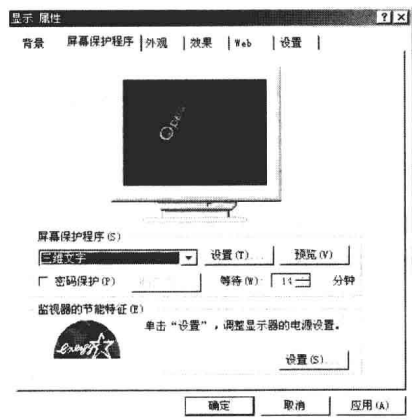 显示 属性
背景 屏幕保护程序 外观 效果 Web 设置
屏幕保护程序(S)
三维文字 设置(T)... 预览(V)
密码保护(P) 等待(W): 14 分钟
监视器的节能特征(E)
单击“设置”，调整显示器的电源设置。
energy
设置(S)...
确定 取消 应用(A)